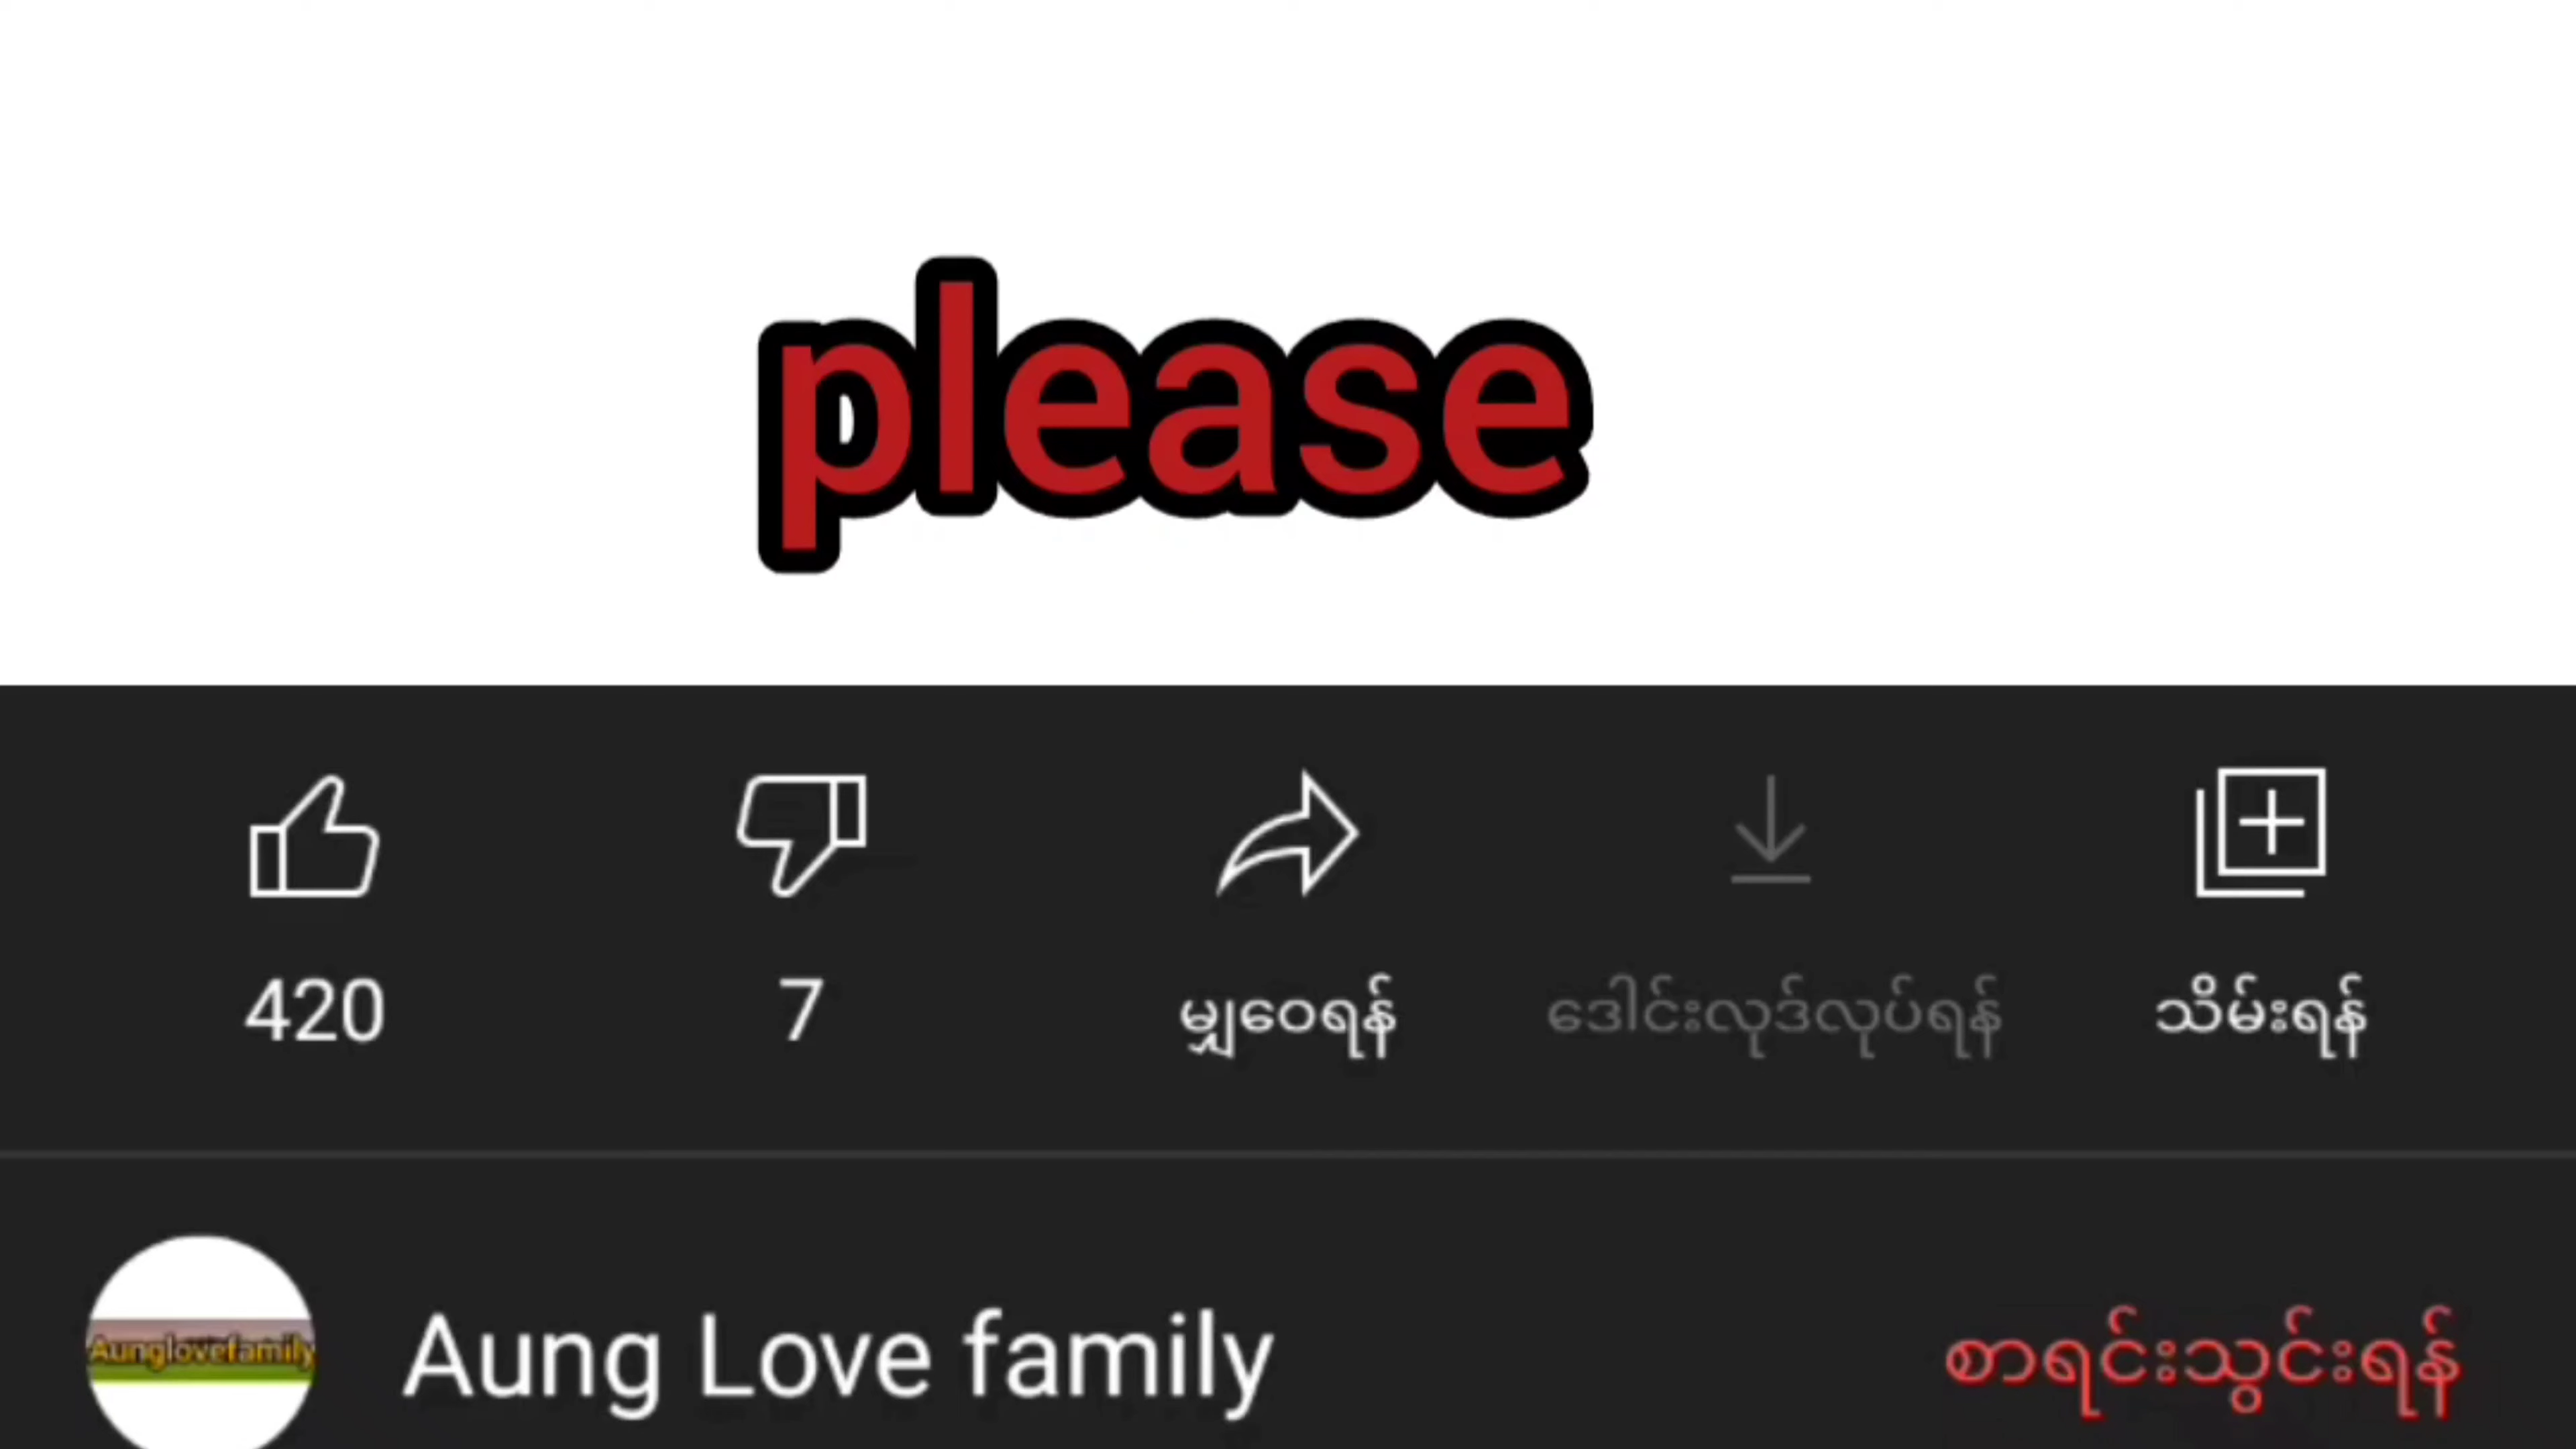 please
420
7
မျှဝေရန်
ဒေါင်းလုဒ်လုပ်ရန်
သိမ်းရန်
Aunglovefamily
Aung Love family
စာရင်းသွင်းရန်